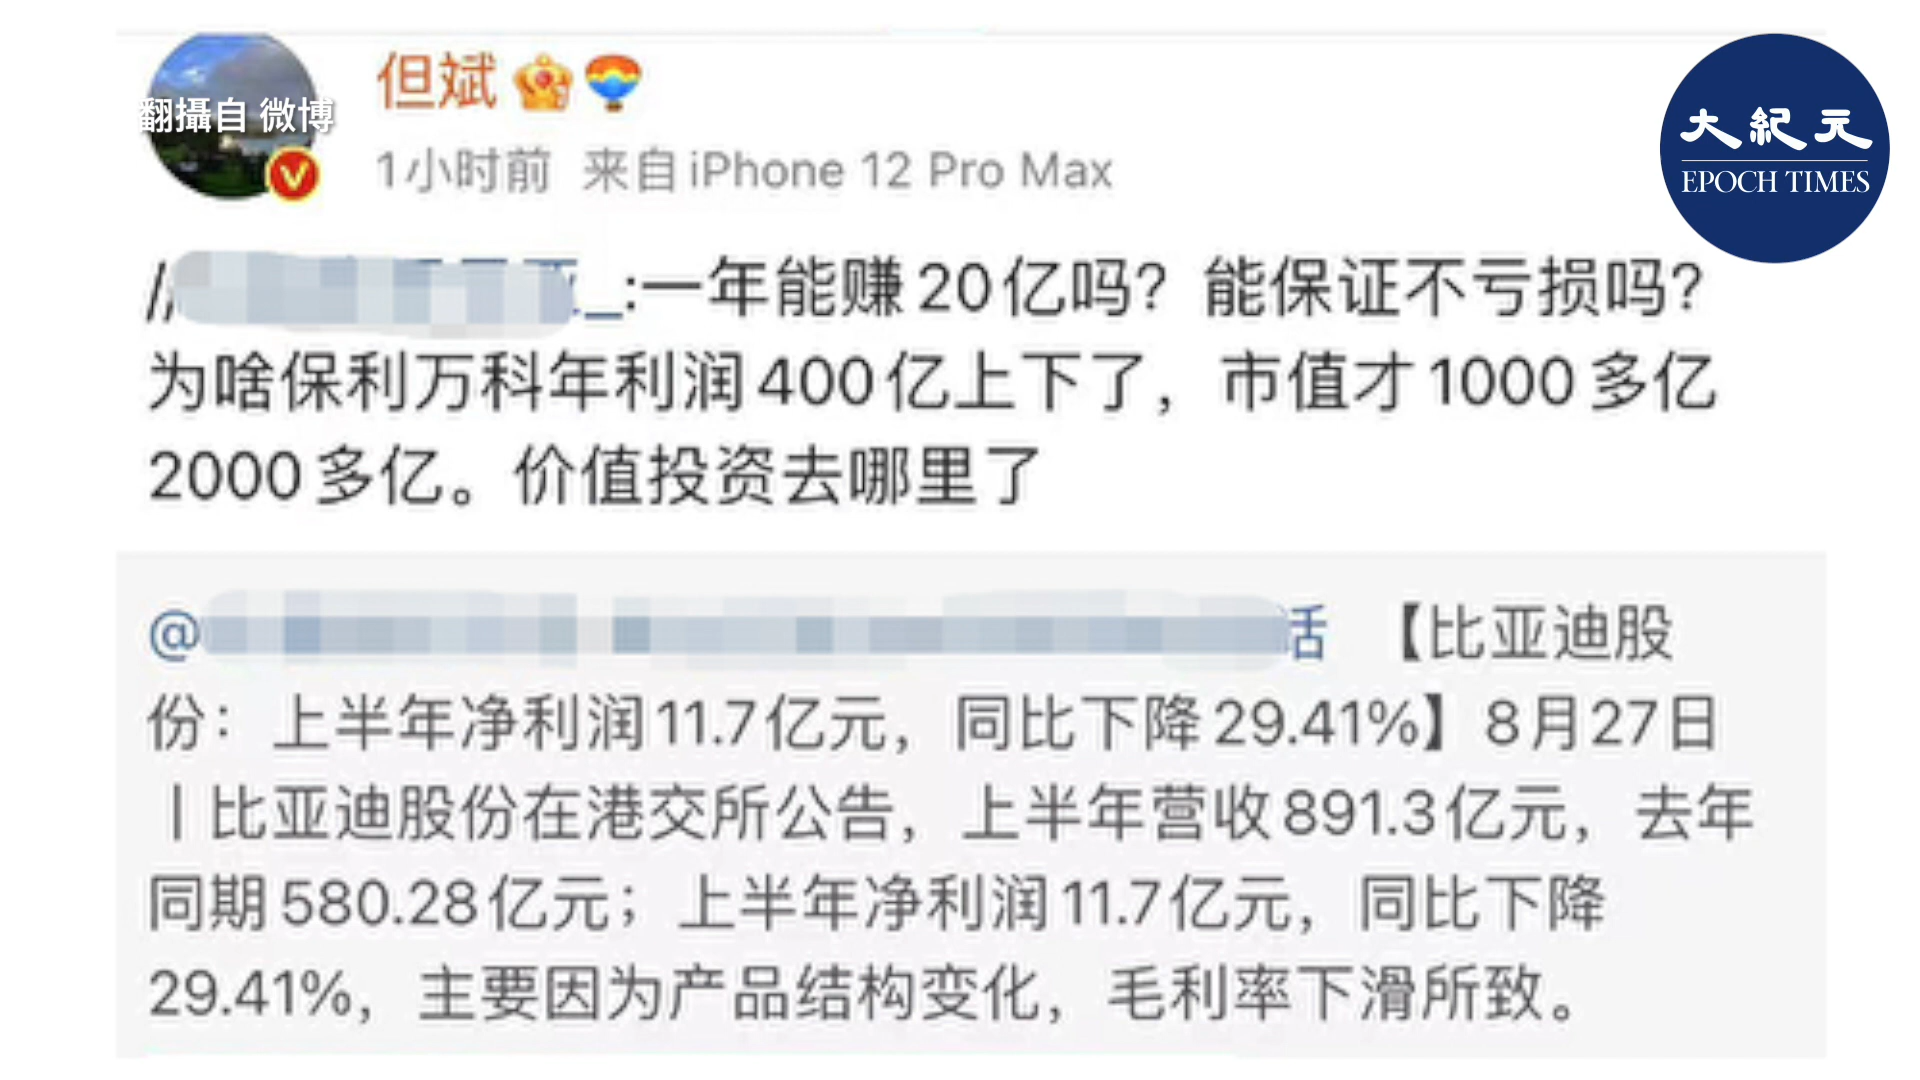 但斌
翻攝自 微博
1小时前 来自iPhone 12 Pro Max
大紀元
EPOCH TIMES
//
_:一年能赚20亿吗？能保证不亏损吗？
为啥保利万科年利润400亿上下了，市值才1000多亿
2000多亿。价值投资去哪里了
@ 活 【比亚迪股
份：上半年净利润11.7亿元，同比下降29.41%】8月27日
丨比亚迪股份在港交所公告，上半年营收891.3亿元，去年
同期580.28亿元；上半年净利润11.7亿元，同比下降
29.41%，主要因为产品结构变化，毛利率下滑所致。